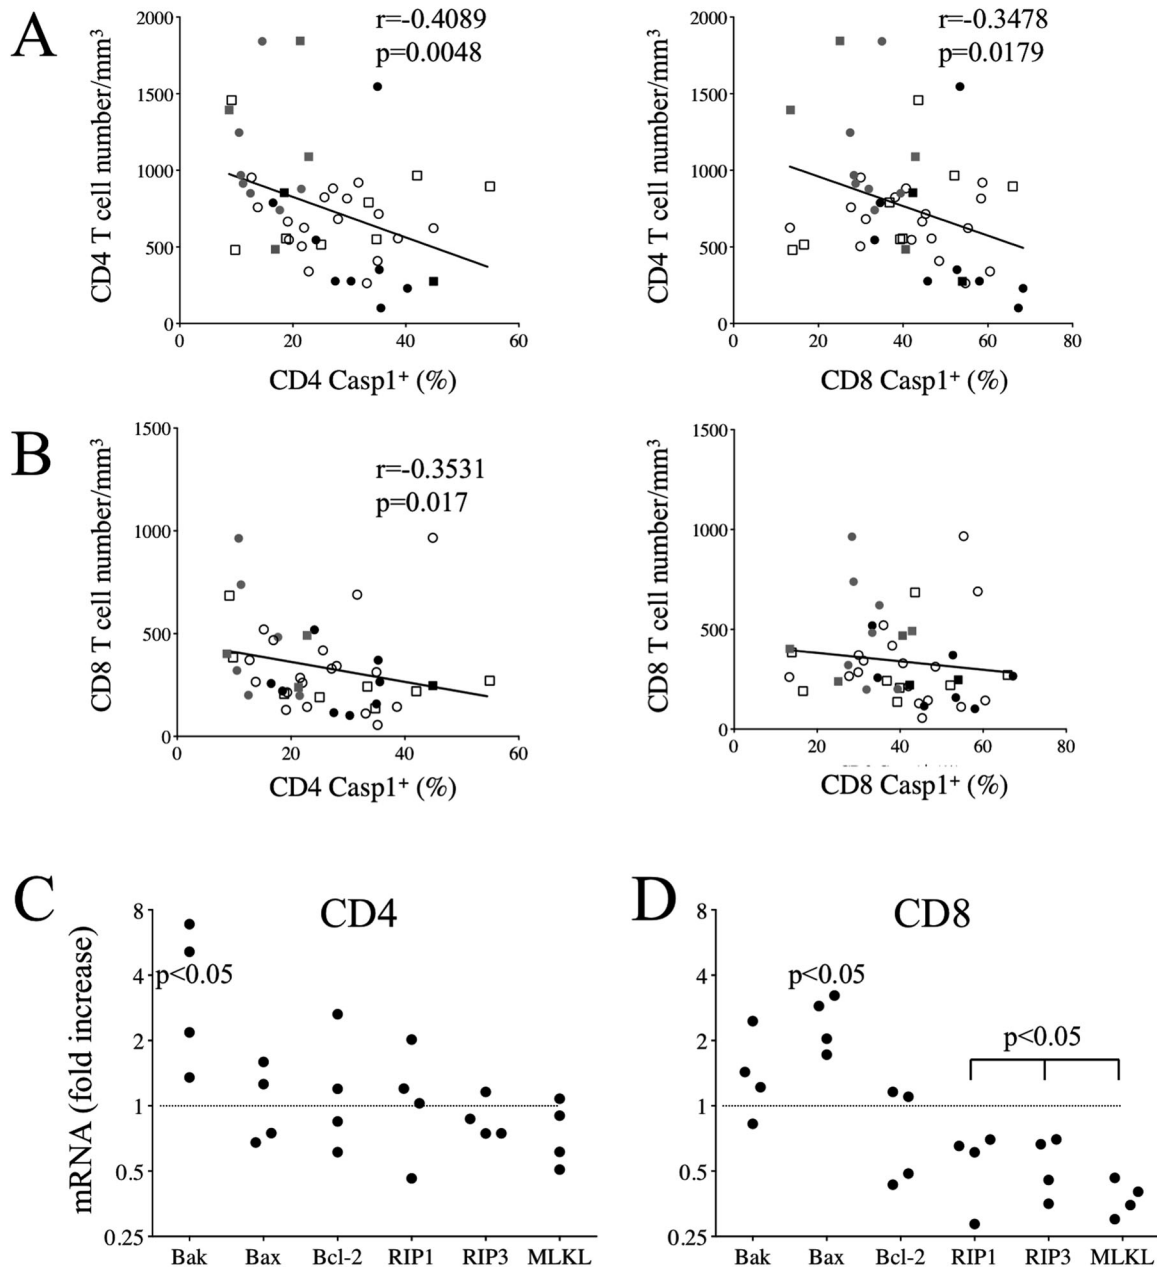 A
r=-0.4089
p=0.0048
CD4 T cell number/mm³
2000
1500
1000
500
0
0 20 40 60
CD4 Casp1⁺ (%)
r=-0.3478
p=0.0179
CD4 T cell number/mm³
2000
1500
1000
500
0
0 20 40 60 80
CD8 Casp1⁺ (%)
B
r=-0.3531
p=0.017
CD8 T cell number/mm³
1500
1000
500
0
0 20 40 60
CD4 Casp1⁺ (%)
CD8 T cell number/mm³
1500
1000
500
0
0 20 40 60 80
CD8 Casp1⁺ (%)
C
CD4
mRNA (fold increase)
8
4
2
1
0.5
0.25
p<0.05
Bak Bax Bcl-2 RIP1 RIP3 MLKL
D
CD8
8
4
2
1
0.5
0.25
p<0.05
p<0.05
Bak Bax Bcl-2 RIP1 RIP3 MLKL